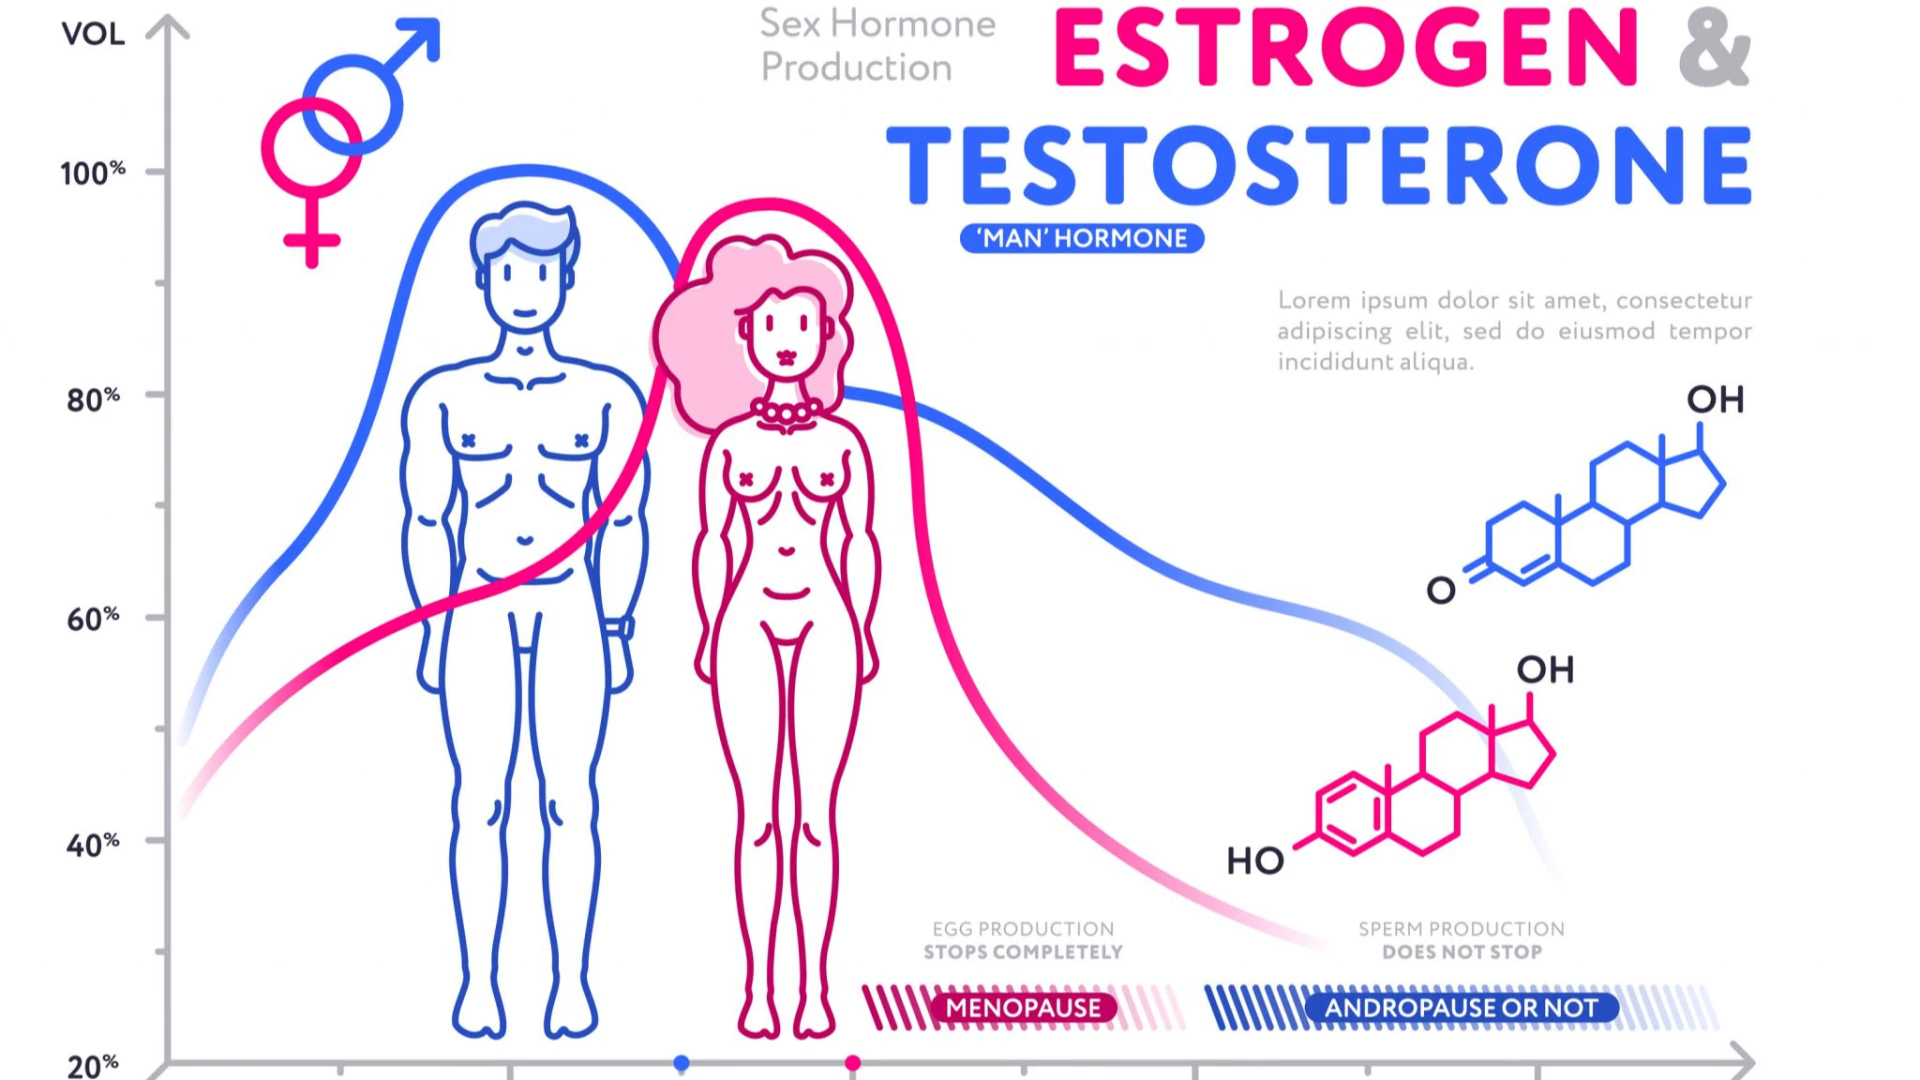 VOL
Sex Hormone
Production
ESTROGEN &
TESTOSTERONE
'MAN' HORMONE
100%
80%
60%
40%
20%
Lorem ipsum dolor sit amet, consectetur
adipiscing elit, sed do eiusmod tempor
incididunt aliqua.
OH
O
OH
HO
EGG PRODUCTION
STOPS COMPLETELY
MENOPAUSE
SPERM PRODUCTION
DOES NOT STOP
ANDROPAUSE OR NOT